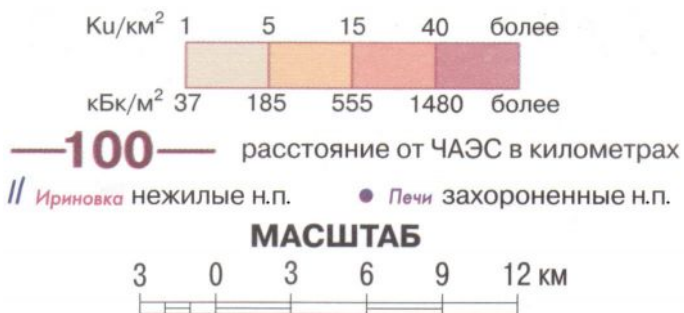 Кu/км² 1 5 15 40 более
кБк/м² 37 185 555 1480 более
100 расстояние от ЧАЭС в километрах
Ириновка нежилые н.п. Печи захороненные н.п.
МАСШТАБ
3 0 3 6 9 12 км